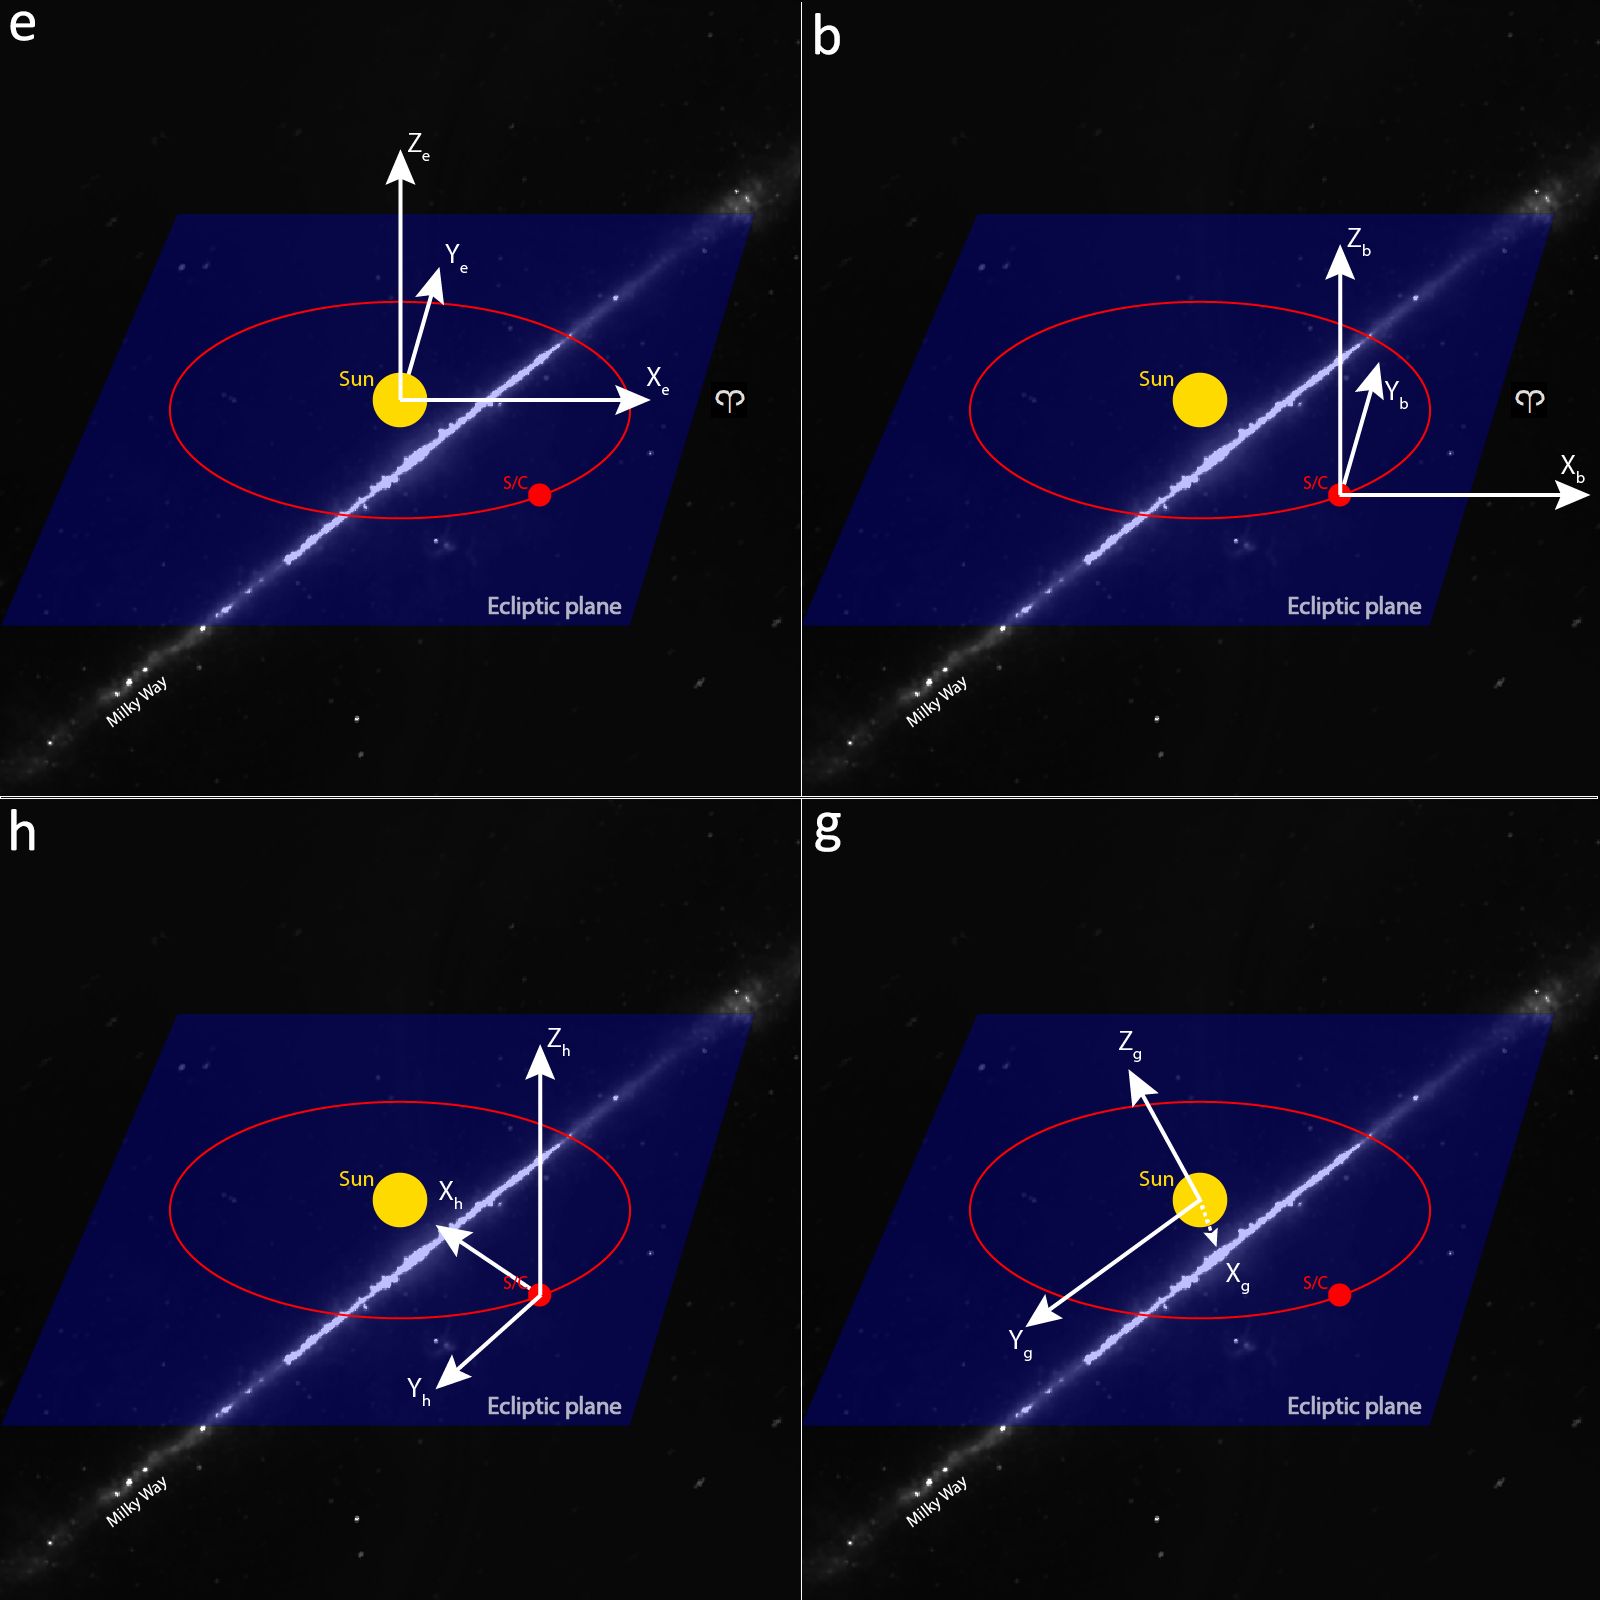 e
Z_e
Y_e
Sun
X_e
♈
S/C
Ecliptic plane
Milky Way
b
Z_b
Y_b
Sun
♈
X_b
S/C
Ecliptic plane
Milky Way
h
Z_h
Sun
X_h
S/C
Y_h
Ecliptic plane
Milky Way
g
Z_g
Sun
X_g
S/C
Y_g
Ecliptic plane
Milky Way